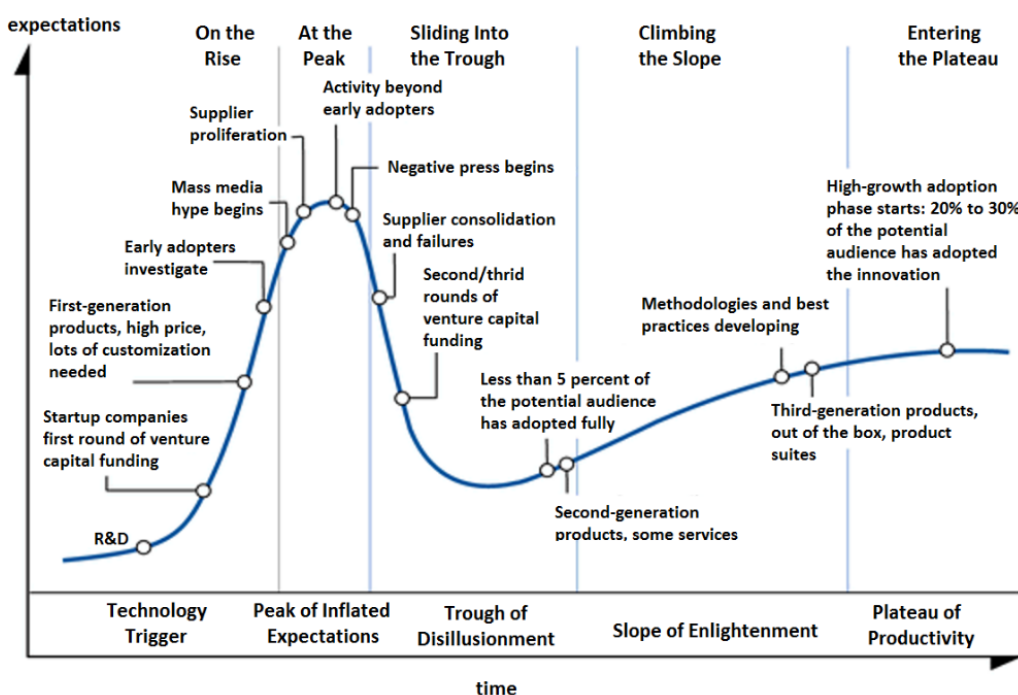 expectations
On the
Rise
At the
Peak
Sliding Into
the Trough
Climbing
the Slope
Entering
the Plateau
Activity beyond
early adopters
Supplier
proliferation
Negative press begins
Mass media
hype begins
High-growth adoption
phase starts: 20% to 30%
of the potential
audience has adopted
the innovation
Supplier consolidation
and failures
Early adopters
investigate
Second/thrid
rounds of
venture capital
funding
First-generation
products, high price,
lots of customization
needed
Methodologies and best
practices developing
Less than 5 percent of
the potential audience
has adopted fully
Startup companies
first round of venture
capital funding
Third-generation products,
out of the box, product
suites
Second-generation
products, some services
R&D
Technology
Trigger
Peak of Inflated
Expectations
Trough of
Disillusionment
Slope of Enlightenment
Plateau of
Productivity
time